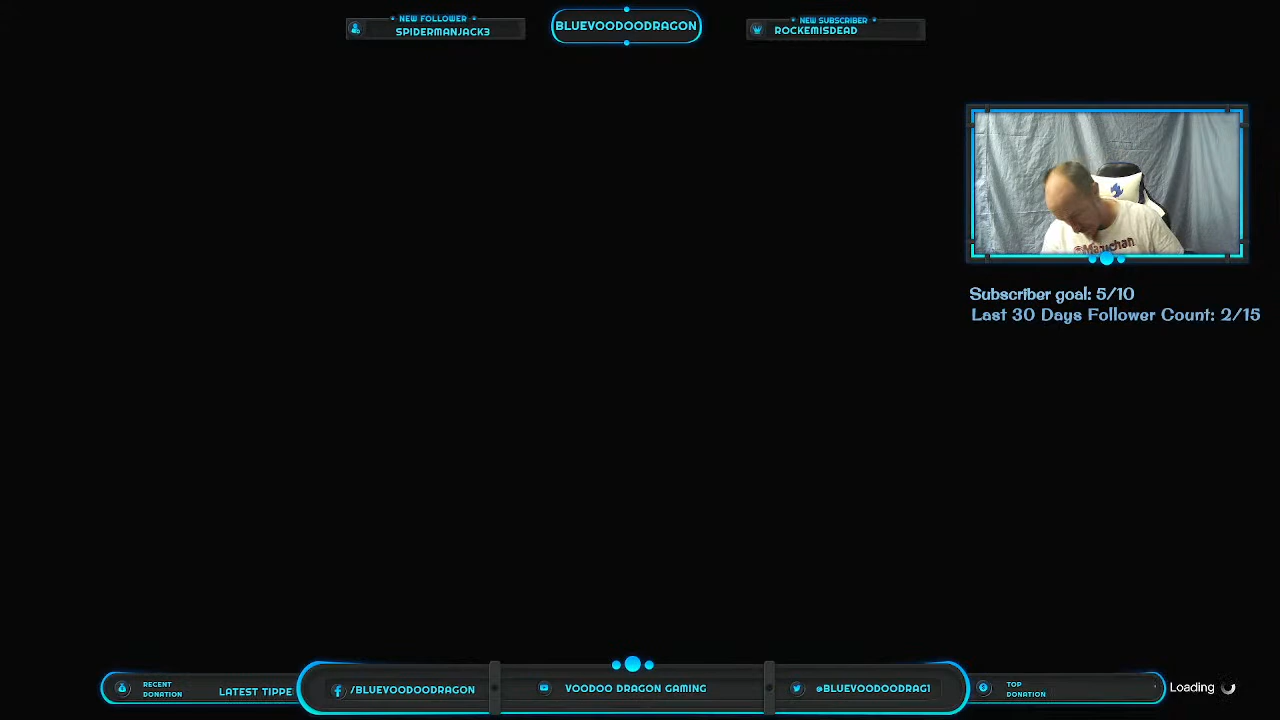 NEW FOLLOWER
SPIDERMANJACK3
BLUEVOODOODRAGON
NEW SUBSCRIBER
ROCKEMISDEAD
@Maruchan
Subscriber goal: 5/10
Last 30 Days Follower Count: 2/15
RECENT
DONATION
LATEST TIPPE
/BLUEVOODOODRAGON
VOODOO DRAGON GAMING
@BLUEVOODOODRAG1
TOP
DONATION
Loading